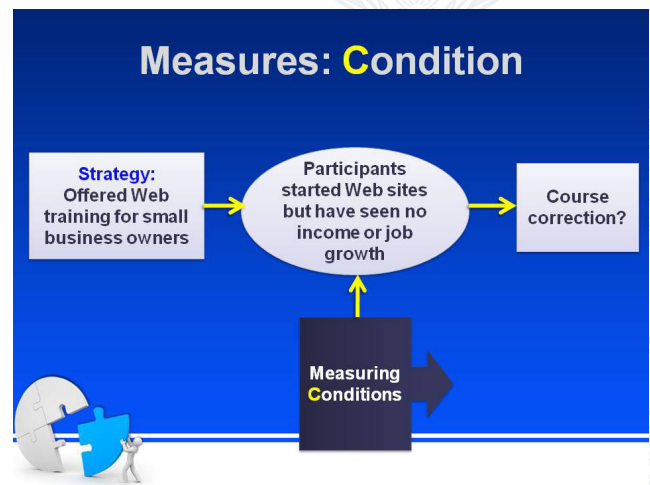 Measures: Condition
Strategy:
Offered Web
training for small
business owners
Participants
started Web sites
but have seen no
income or job
growth
Course
correction?
Measuring
Conditions